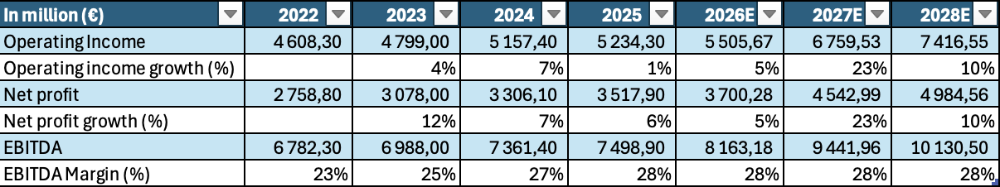 In million (€) 2022 2023 2024 2025 2026E 2027E 2028E
Operating Income 4 608,30 4 799,00 5 157,40 5 234,30 5 505,67 6 759,53 7 416,55
Operating income growth (%) 4% 7% 1% 5% 23% 10%
Net profit 2 758,80 3 078,00 3 306,10 3 517,90 3 700,28 4 542,99 4 984,56
Net profit growth (%) 12% 7% 6% 5% 23% 10%
EBITDA 6 782,30 6 988,00 7 361,40 7 498,90 8 163,18 9 441,96 10 130,50
EBITDA Margin (%) 23% 25% 27% 28% 28% 28% 28%